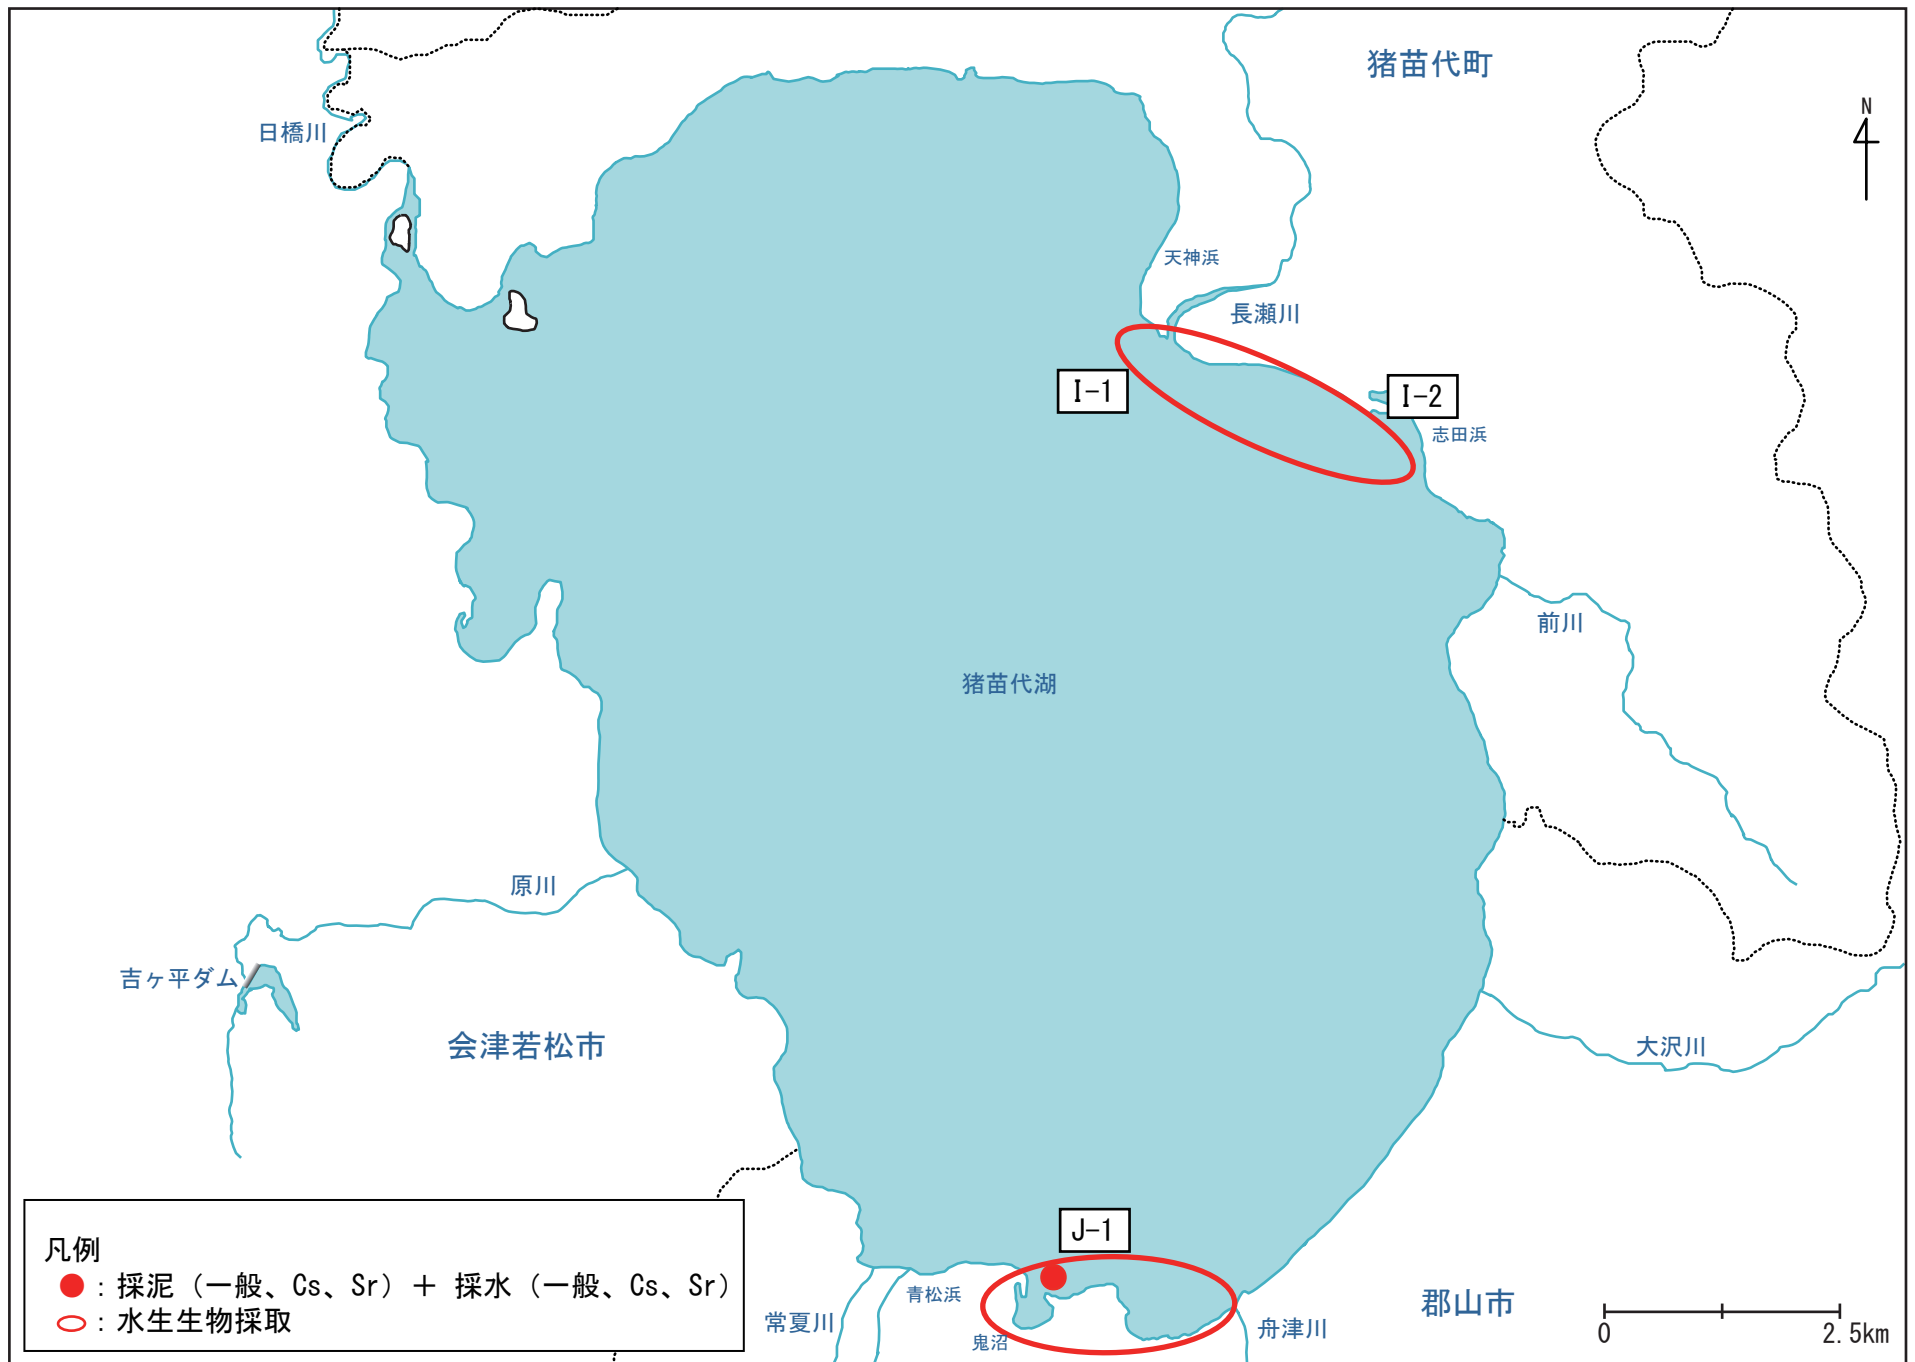 猪苗代町
N
日橋川
天神浜
長瀬川
I-1
I-2
志田浜
前川
猪苗代湖
原川
吉ヶ平ダム
会津若松市
大沢川
J-1
凡例
：採泥（一般、Cs、Sr）＋ 採水（一般、Cs、Sr）
：水生生物採取
青松浜
常夏川
鬼沼
舟津川
郡山市
0
2.5km